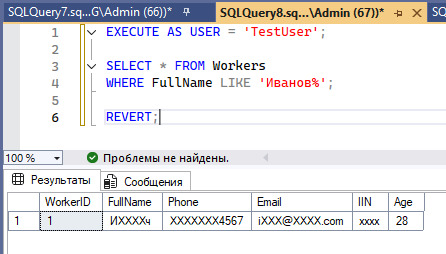 SQLQuery7.sq...G\Admin (66))*
SQLQuery8.sq...\Admin (67))*
1 EXECUTE AS USER = 'TestUser';
2
3 SELECT * FROM Workers
4 WHERE FullName LIKE 'Иванов%';
5
6 REVERT;
100 %
Проблемы не найдены.
Результаты
Сообщения
WorkerID FullName Phone Email IIN Age
1 1 ИXXXXч XXXXXXX4567 iXXX@XXXX.com xxxx 28